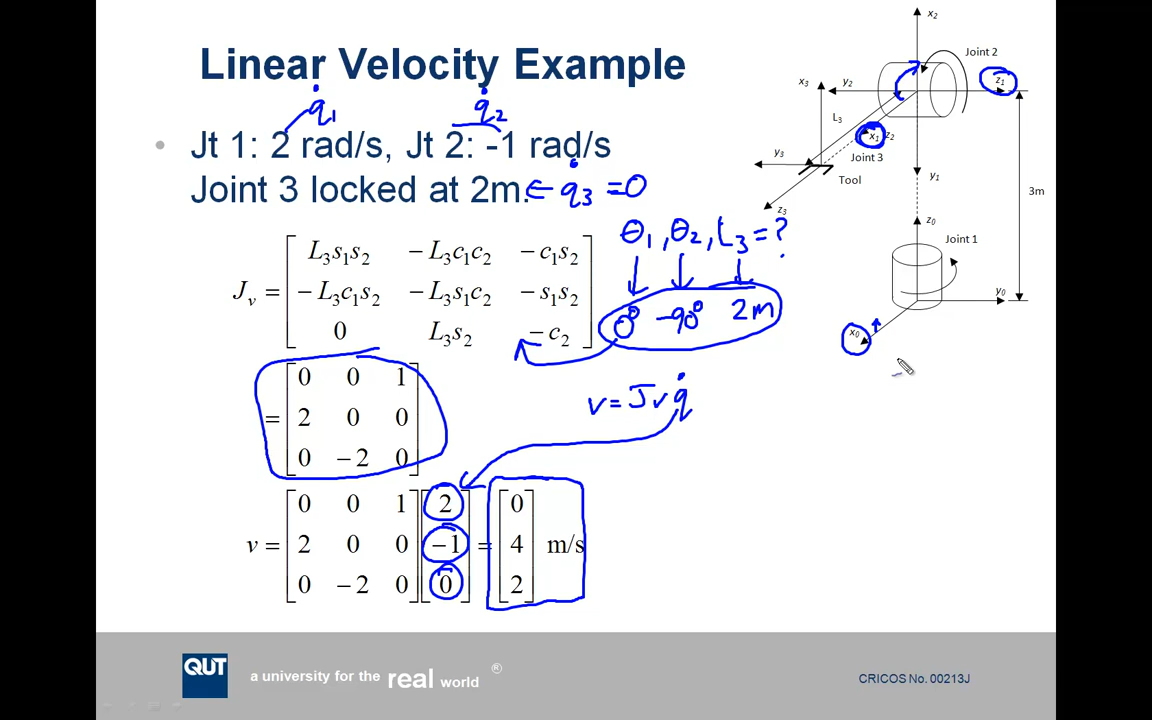 Linear Velocity Example
q̇1 q̇2
• Jt 1: 2 rad/s, Jt 2: -1 rad/s
Joint 3 locked at 2m. ← q̇3 = 0
θ1, θ2, L3 = ?
0° -90° 2m
Jv = [ L3s1s2 −L3c1c2 −c1s2
−L3c1s2 −L3s1c2 −s1s2
0 L3s2 −c2 ]
= [ 0 0 1
2 0 0
0 −2 0 ]
v = Jv q̇
v = [ 0 0 1 ] [ 2 ] = [ 0 ]
[ 2 0 0 ] [ −1 ] [ 4 ] m/s
[ 0 −2 0 ] [ 0 ] [ 2 ]
x2
Joint 2
x3
y2
z1
L3
x1
z2
Joint 3
y3
Tool
y1
3m
z3
z0
Joint 1
y0
x0
QUT
a university for the real world ®
CRICOS No. 00213J